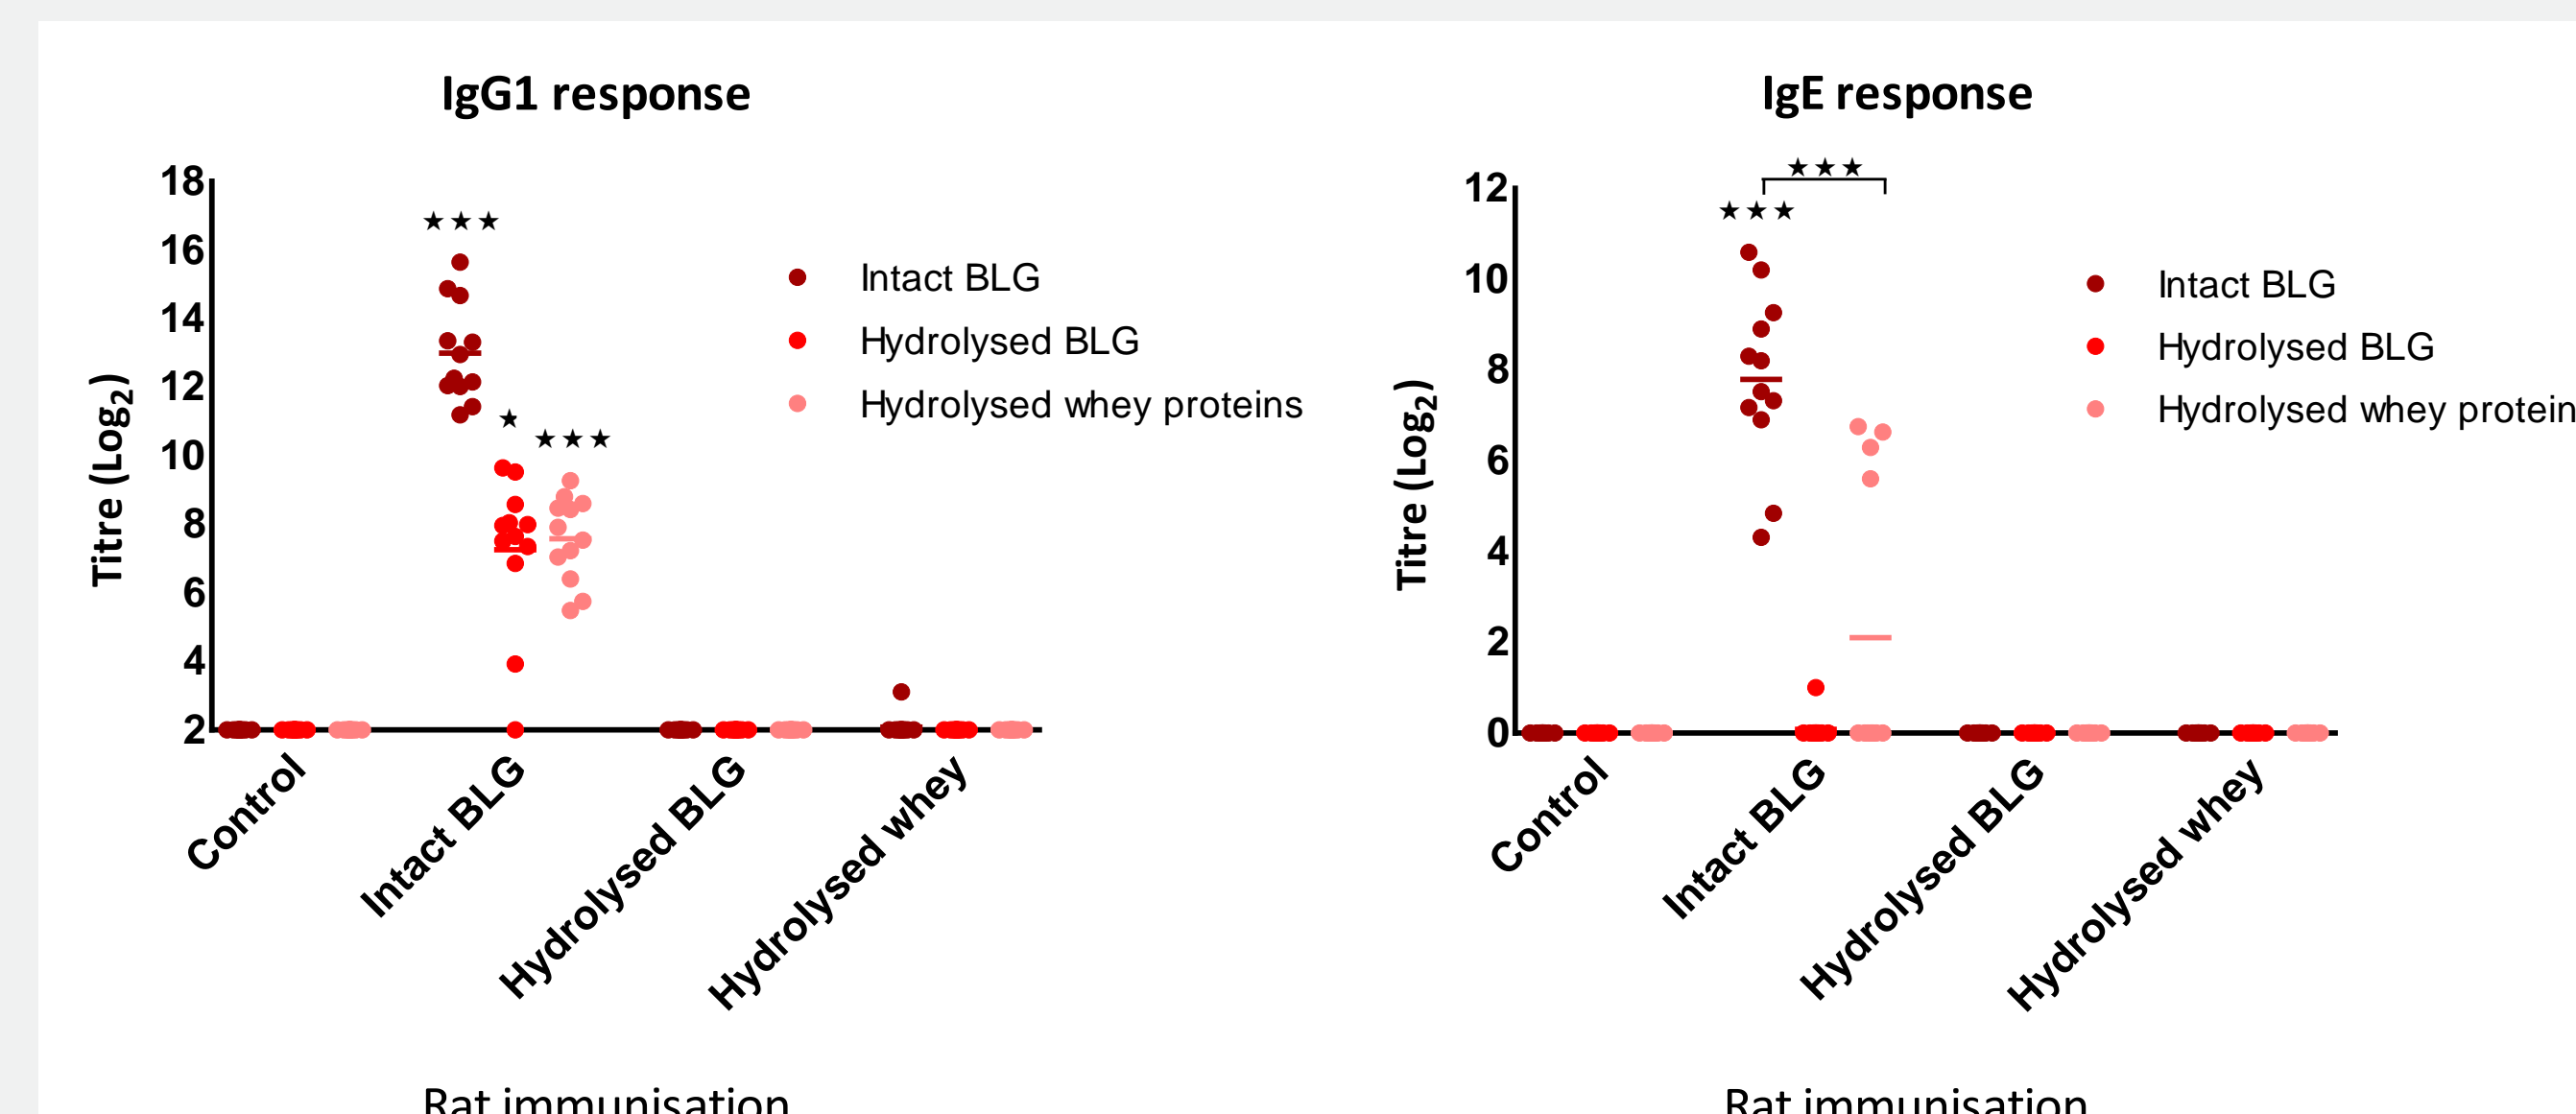 IgG1 response
18
16
14
12
10
8
6
4
2
Titre (Log₂)
★★★
★
★★★
Intact BLG
Hydrolysed BLG
Hydrolysed whey proteins
Control
Intact BLG
Hydrolysed BLG
Hydrolysed whey
Rat immunisation
IgE response
12
10
8
6
4
2
0
Titre (Log₂)
★★★
★★★
Intact BLG
Hydrolysed BLG
Hydrolysed whey protein
Control
Intact BLG
Hydrolysed BLG
Hydrolysed whey
Rat immunisation